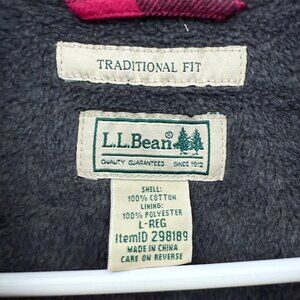 TRADITIONAL FIT
L.L.Bean®
QUALITY GUARANTEED SINCE 1912
SHELL:
100% COTTON
LINING:
100% POLYESTER
L-REG
ItemID 298189
MADE IN CHINA
CARE ON REVERSE